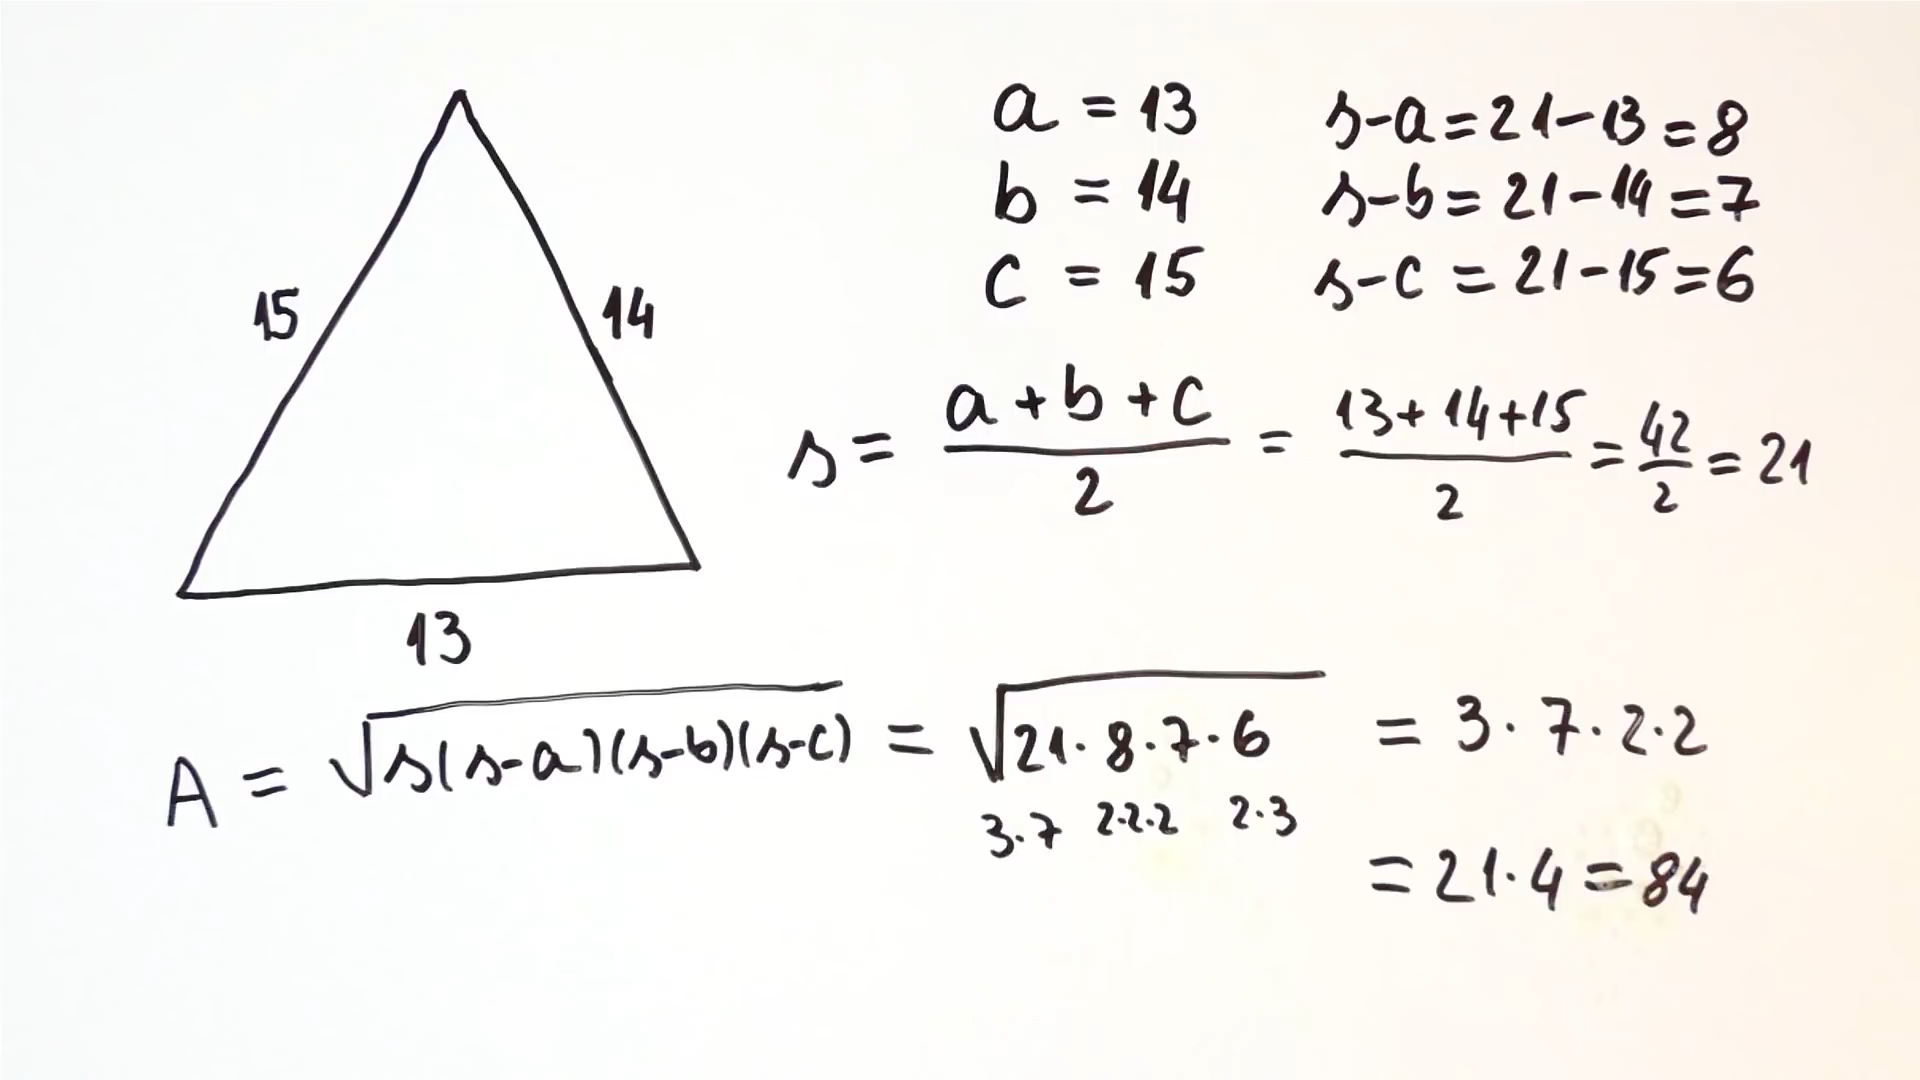 a = 13
b = 14
c = 15
s-a = 21-13 = 8
s-b = 21-14 = 7
s-c = 21-15 = 6
15
14
13
s = a+b+c / 2 = 13+14+15 / 2 = 42/2 = 21
A = √s(s-a)(s-b)(s-c) = √21·8·7·6 = 3·7·2·2
3·7 2·2·2 2·3
= 21·4 = 84